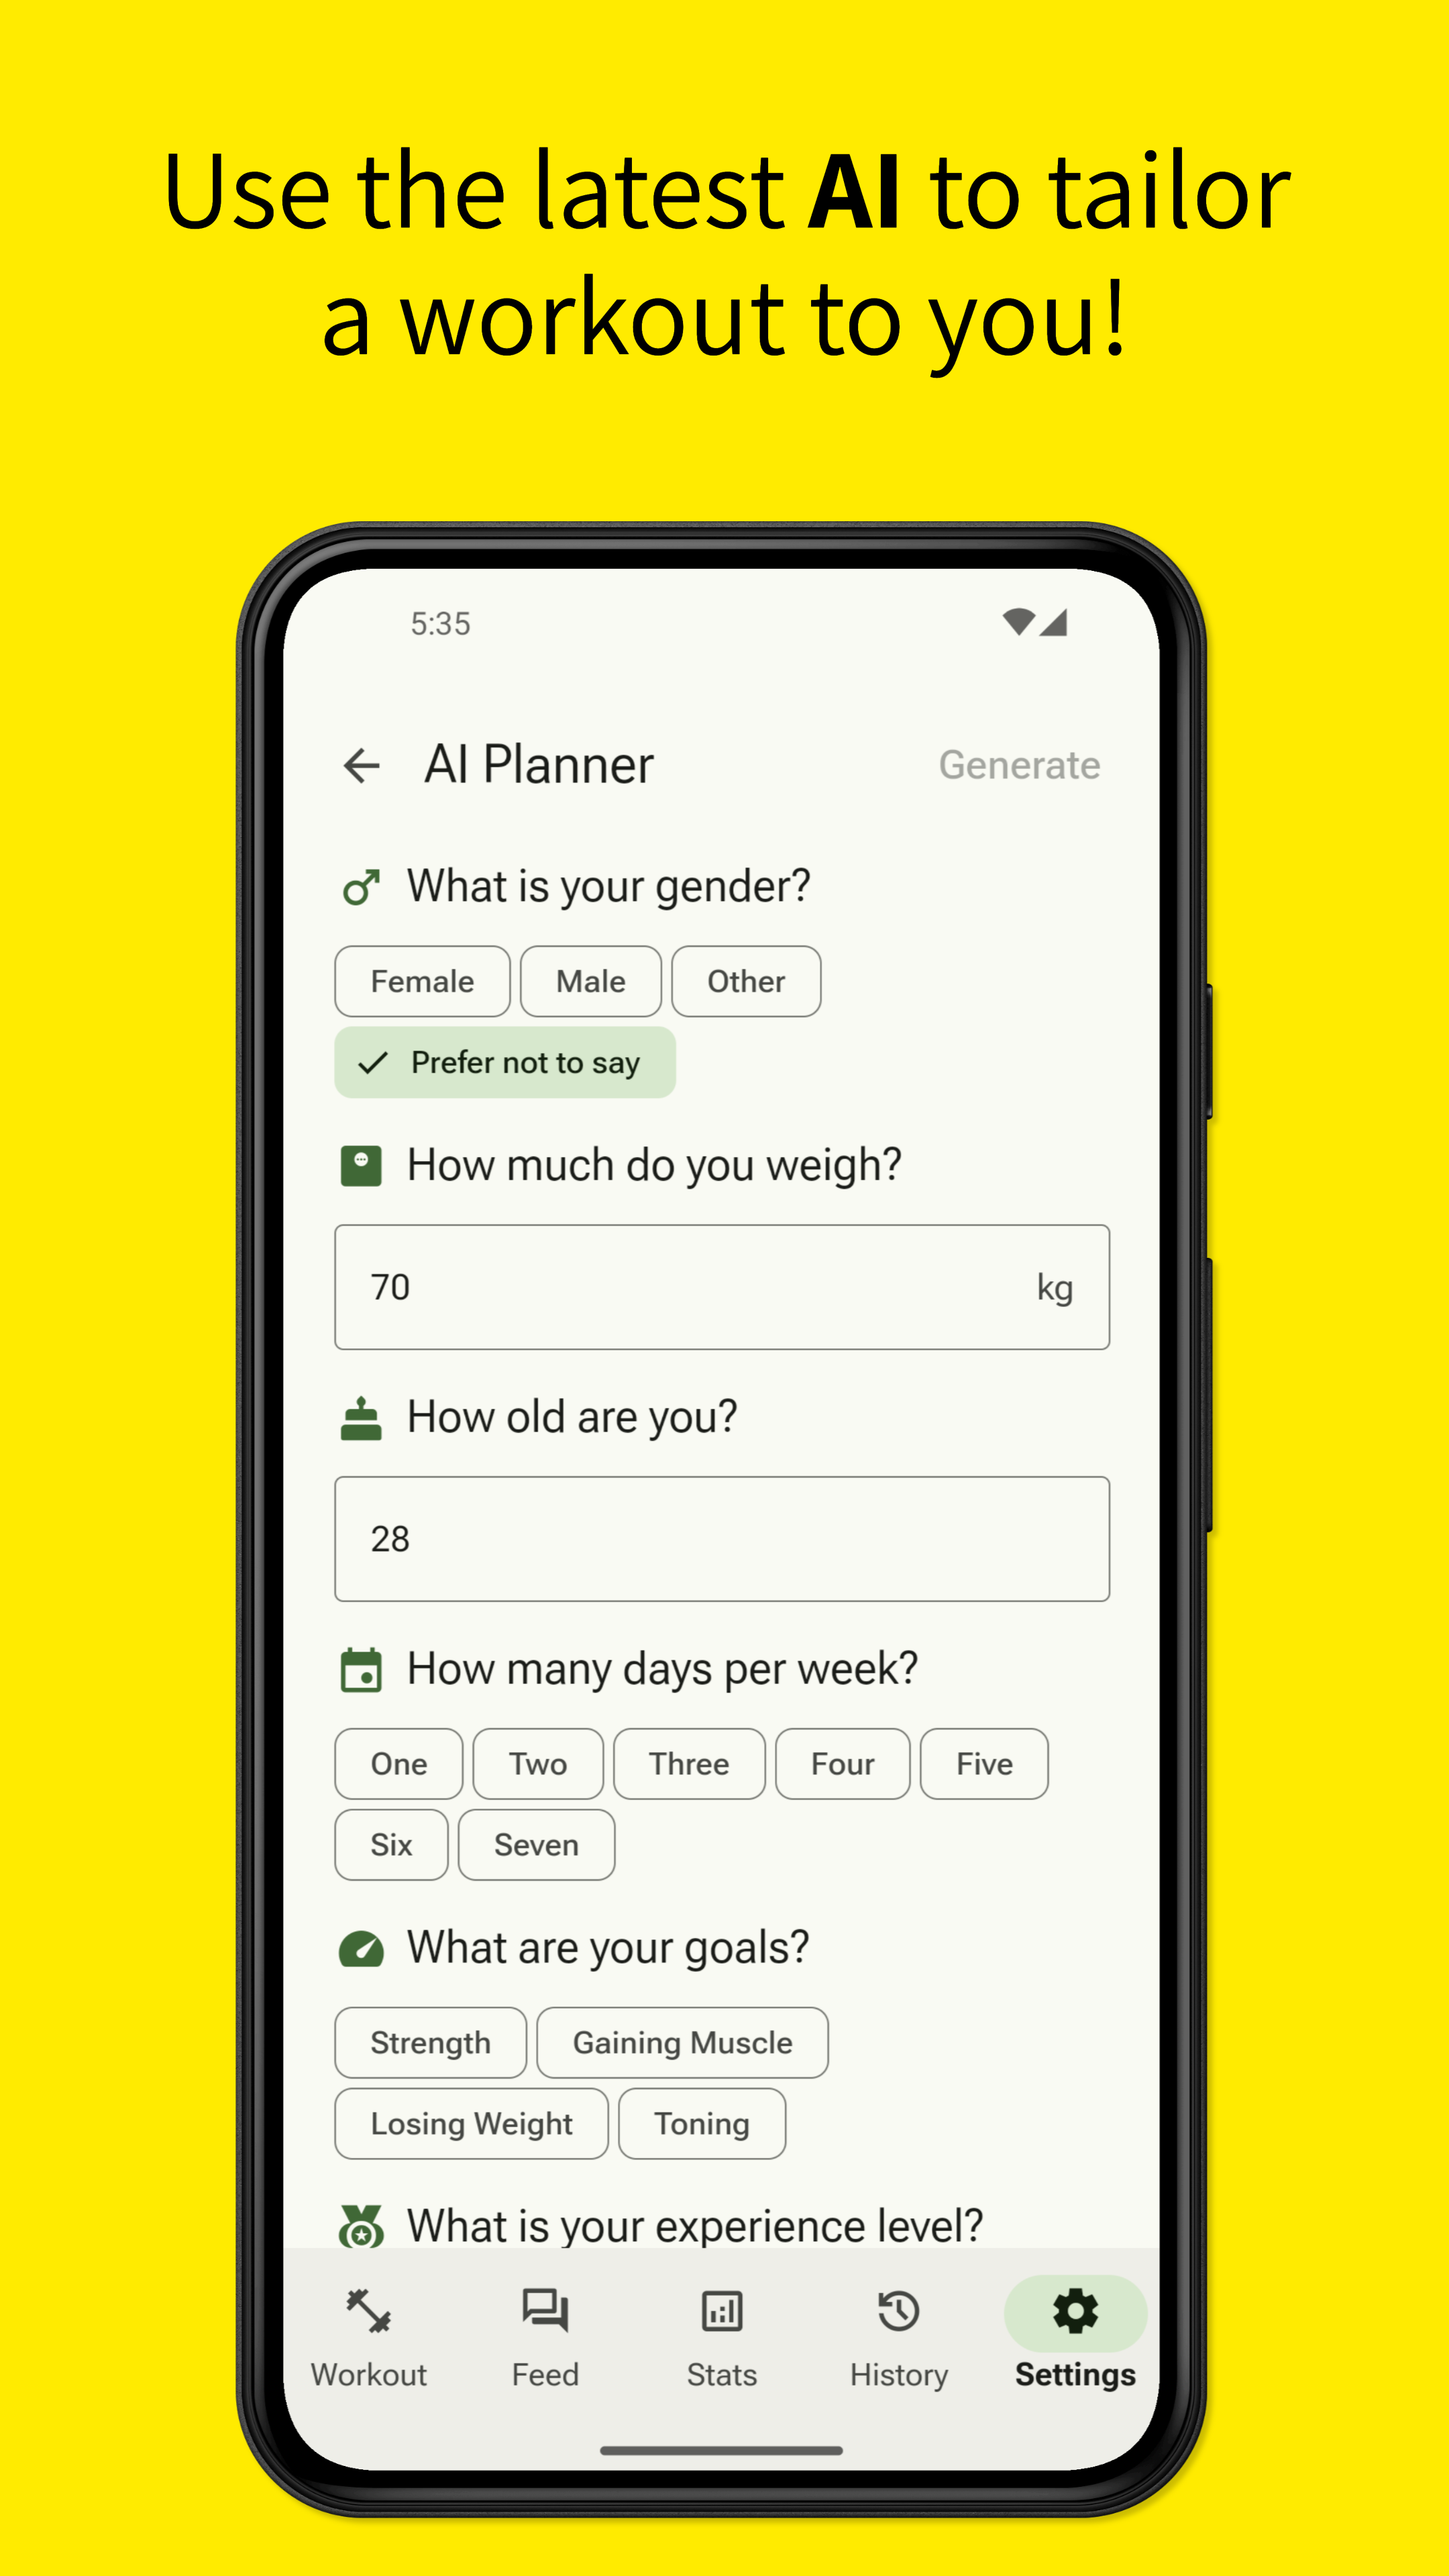 Use the latest AI to tailor
a workout to you!
5:35
AI Planner Generate
What is your gender?
Female Male Other
Prefer not to say
How much do you weigh?
70 kg
How old are you?
28
How many days per week?
One Two Three Four Five
Six Seven
What are your goals?
Strength Gaining Muscle
Losing Weight Toning
What is your experience level?
Workout Feed Stats History Settings